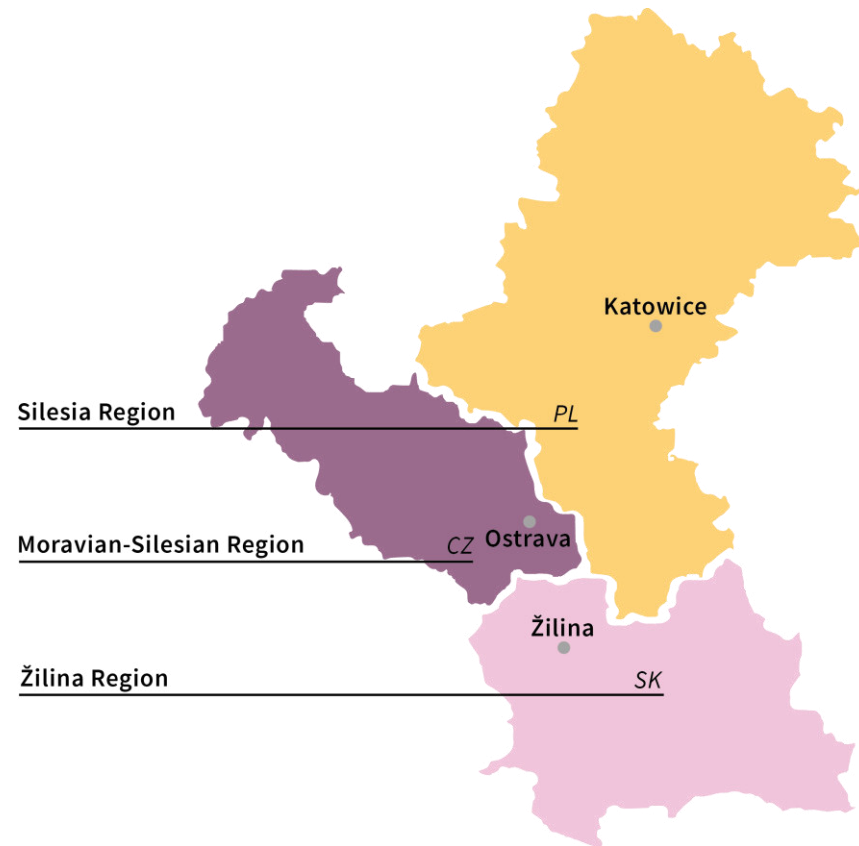 Katowice
Silesia Region
PL
Moravian-Silesian Region
CZ
Ostrava
Žilina
Žilina Region
SK